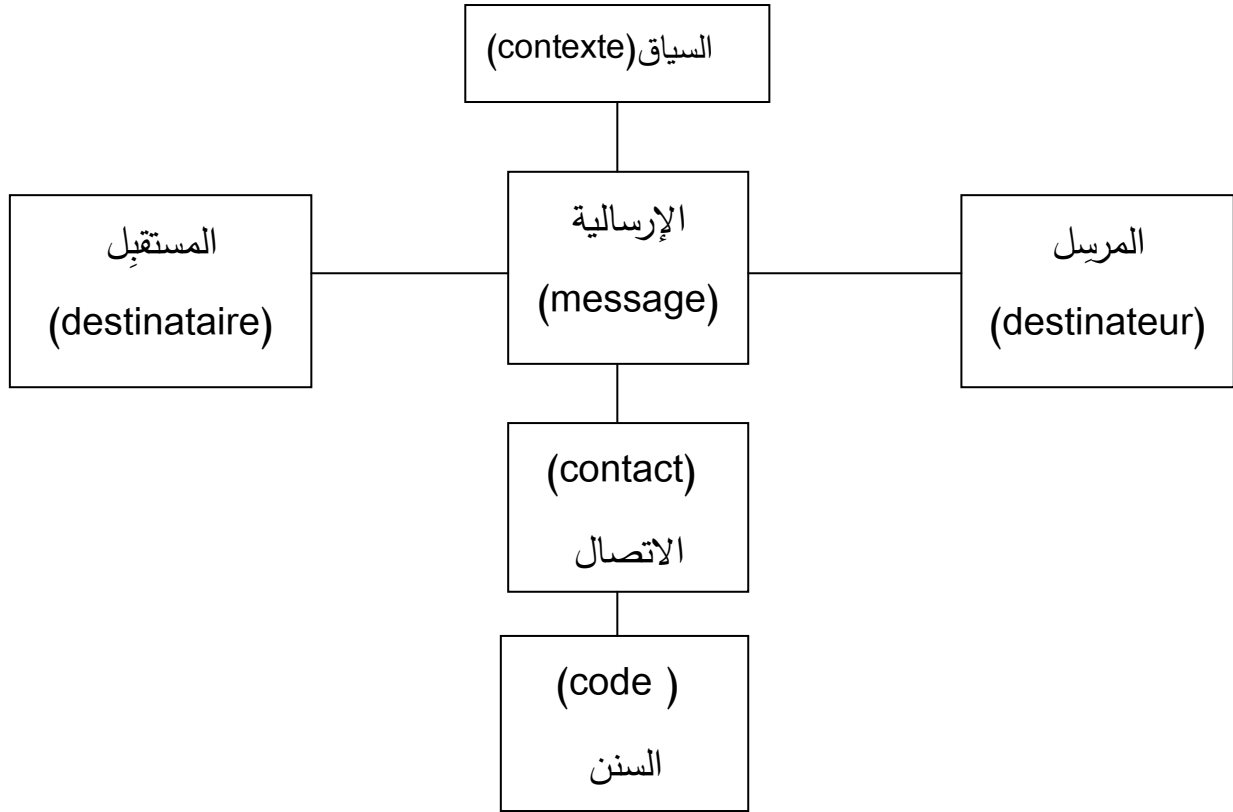 السياق(contexte)
المرسِل
(destinateur)
الإرسالية
(message)
المستقبِل
(destinataire)
(contact)
الاتصال
(code )
السنن